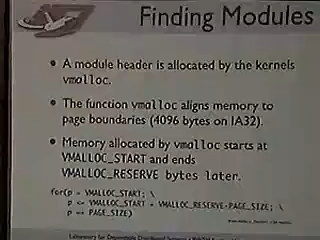 Finding Modules
• A module header is allocated by the kernels
vmalloc.
• The function vmalloc aligns memory to
page boundaries (4096 bytes on IA32).
• Memory allocated by vmalloc starts at
VMALLOC_START and ends
VMALLOC_RESERVE bytes later.
for(p = VMALLOC_START; \
p <= VMALLOC_START + VMALLOC_RESERVE-PAGE_SIZE; \
p += PAGE_SIZE)
Laboratory for Dependable Distributed Systems